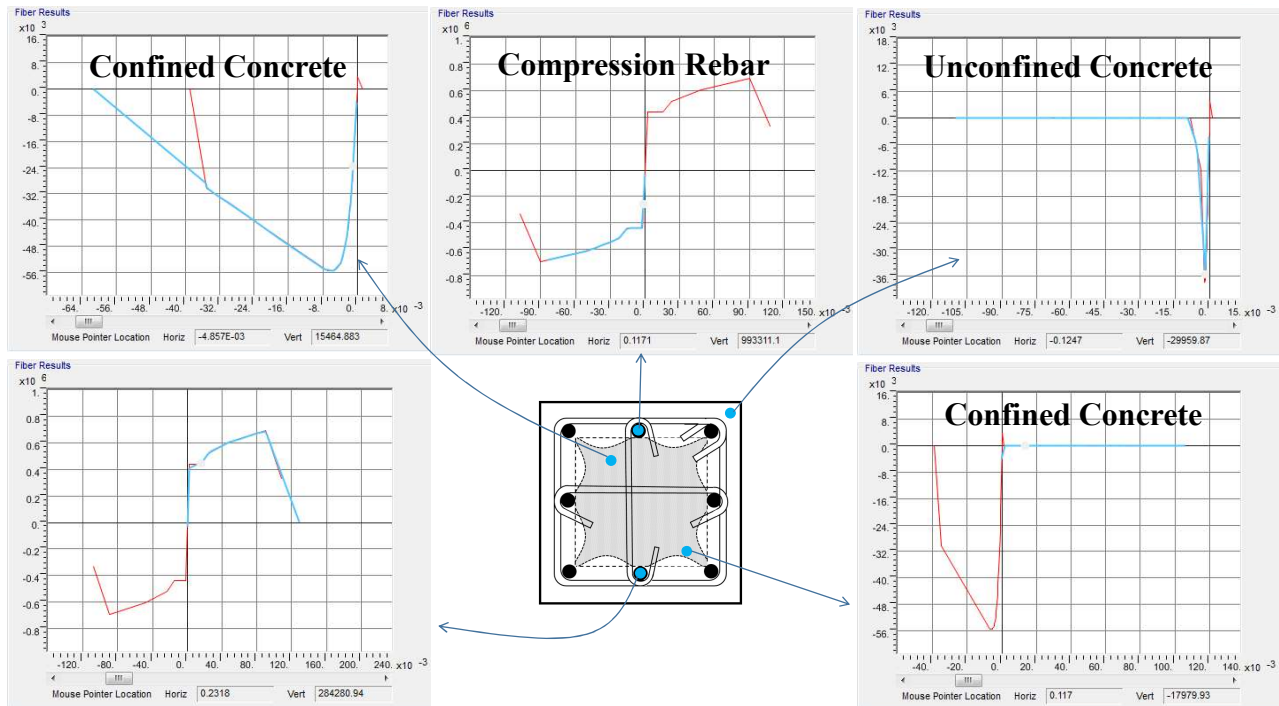 Fiber Results
x10 3
Confined Concrete
16.
8.
0.
-8.
-16.
-24.
-32.
-40.
-48.
-56.
-64. -56. -48. -40. -32. -24. -16. -8. 0. 8. x10 -3
Mouse Pointer Location Horiz -4.857E-03 Vert 15464.883
Fiber Results
x10 6
Compression Rebar
1.
0.8
0.6
0.4
0.2
0.
-0.2
-0.4
-0.6
-0.8
-120. -90. -60. -30. 0. 30. 60. 90. 120. 150. x10 -3
Mouse Pointer Location Horiz 0.1171 Vert 993311.1
Fiber Results
x10 3
Unconfined Concrete
18.
12.
6.
0.
-6.
-12.
-18.
-24.
-30.
-36.
-120. -105. -90. -75. -60. -45. -30. -15. 0. 15. x10 -3
Mouse Pointer Location Horiz -0.1247 Vert -29959.87
Fiber Results
x10 6
1.
0.8
0.6
0.4
0.2
0.
-0.2
-0.4
-0.6
-0.8
-120. -80. -40. 0. 40. 80. 120. 160. 200. 240. x10 -3
Mouse Pointer Location Horiz 0.2318 Vert 284280.94
Fiber Results
x10 3
Confined Concrete
16.
8.
0.
-8.
-16.
-24.
-32.
-40.
-48.
-56.
-40. -20. 0. 20. 40. 60. 80. 100. 120. 140. x10 -3
Mouse Pointer Location Horiz 0.117 Vert -17979.93